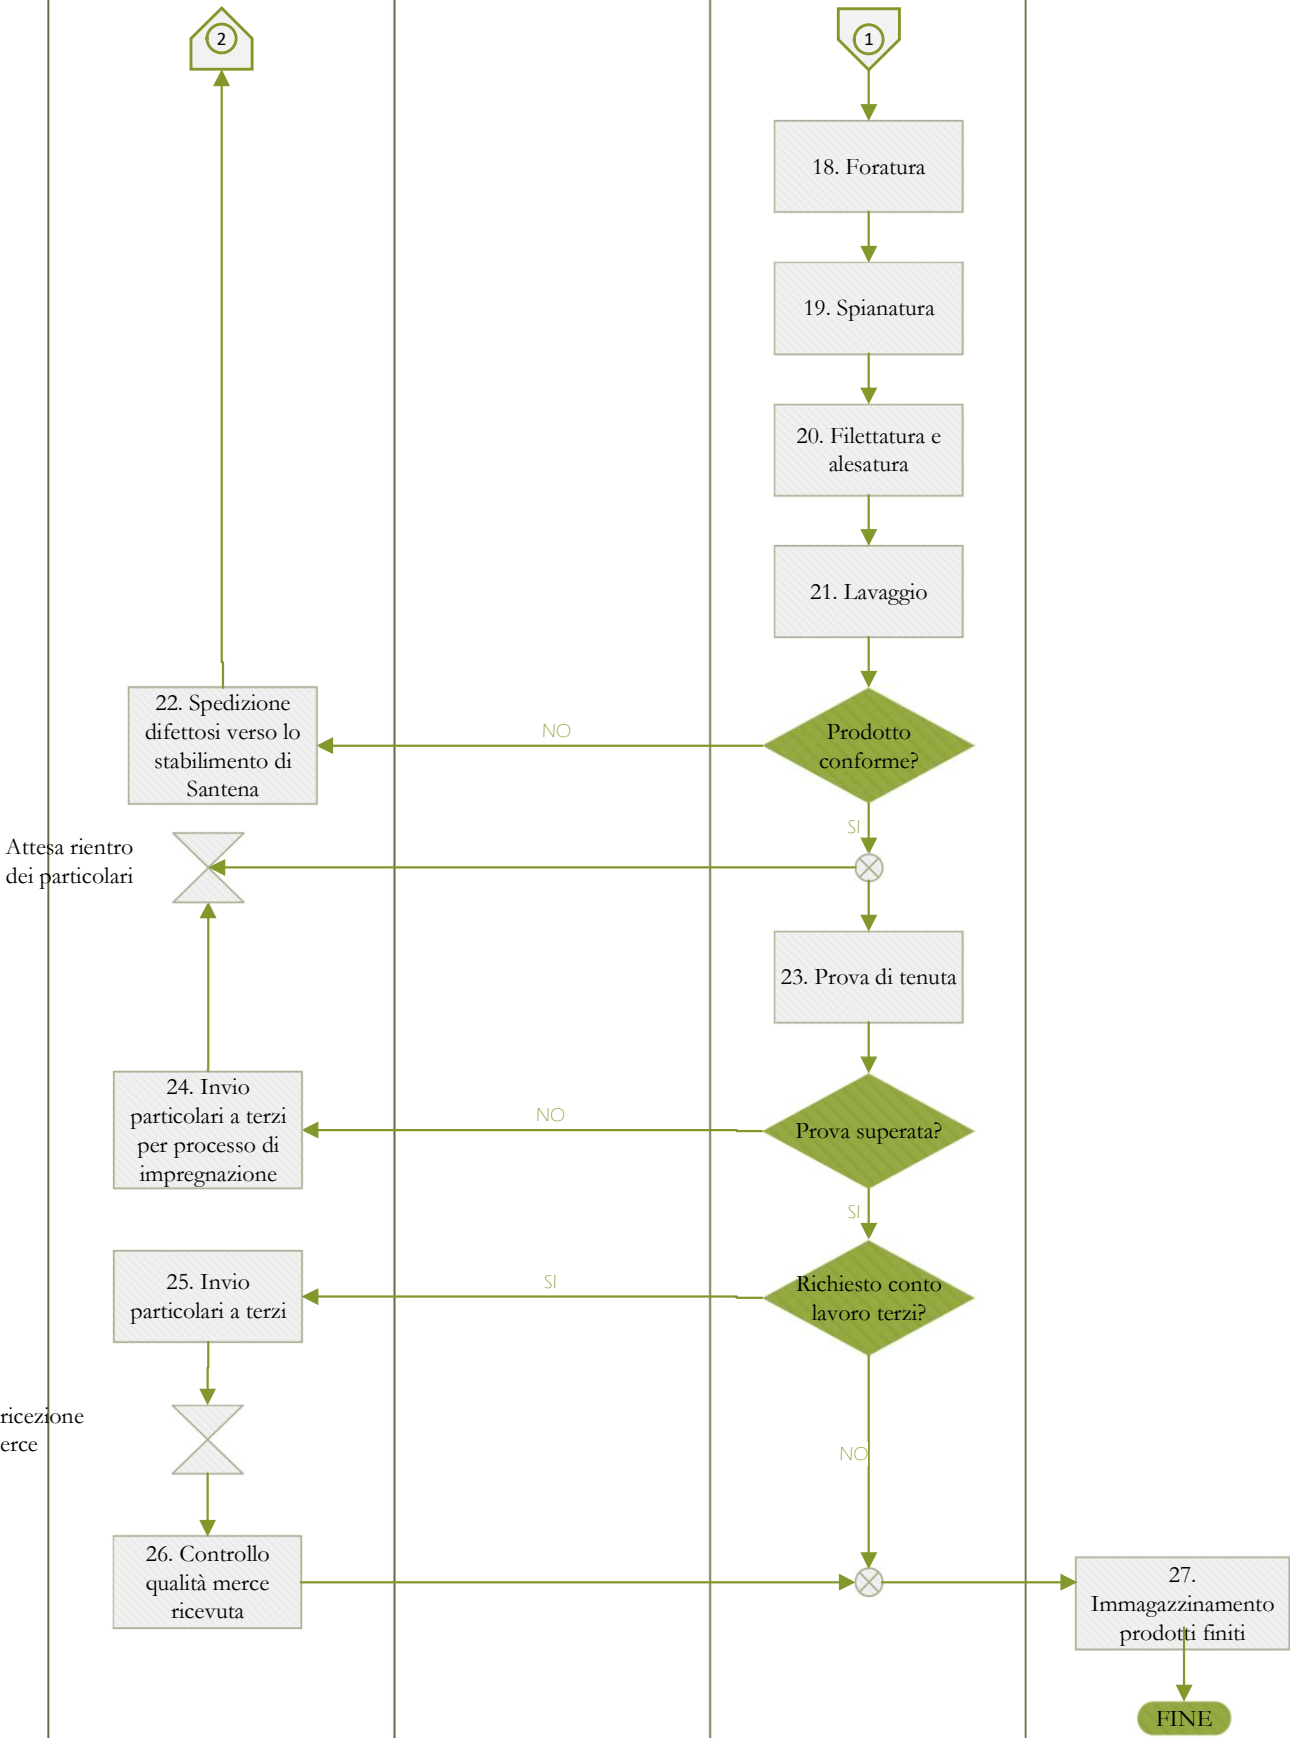 2
1
18. Foratura
19. Spianatura
20. Filettatura e
alesatura
21. Lavaggio
22. Spedizione
difettosi verso lo
stabilimento di
Santena
NO
Prodotto
conforme?
SI
Attesa rientro
dei particolari
23. Prova di tenuta
24. Invio
particolari a terzi
per processo di
impregnazione
NO
Prova superata?
SI
25. Invio
particolari a terzi
SI
Richiesto conto
lavoro terzi?
ricezione
erce
NO
26. Controllo
qualità merce
ricevuta
27.
Immagazzinamento
prodotti finiti
FINE